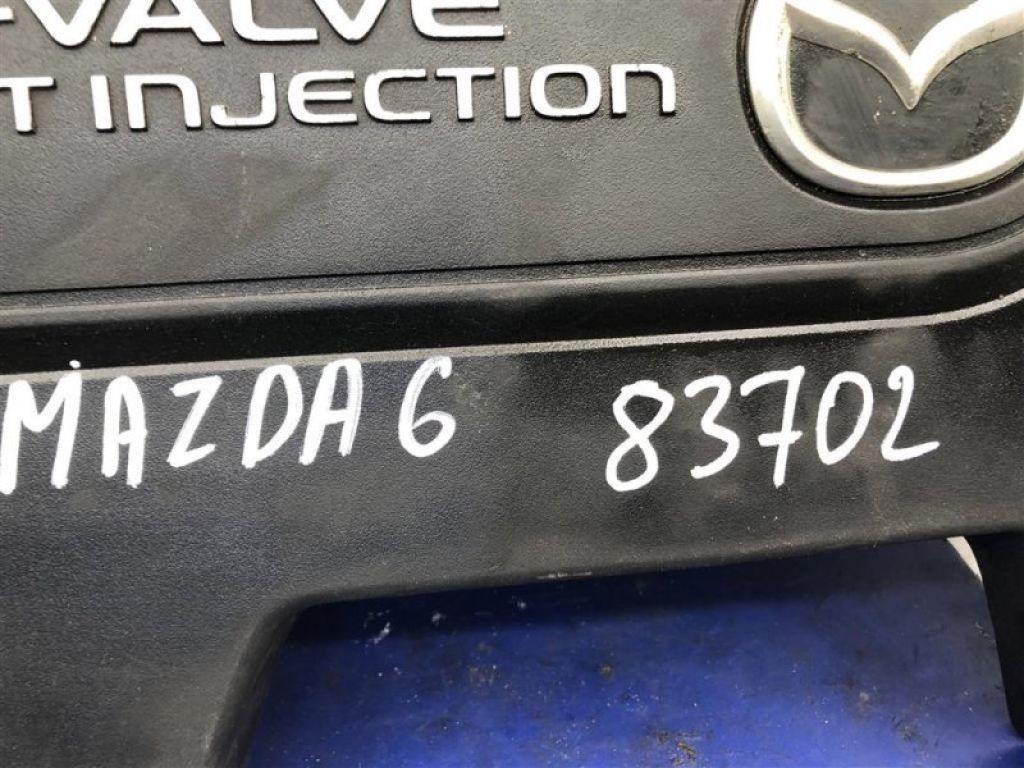 -VALVE
T INJECTION
MAZDA 6 83702